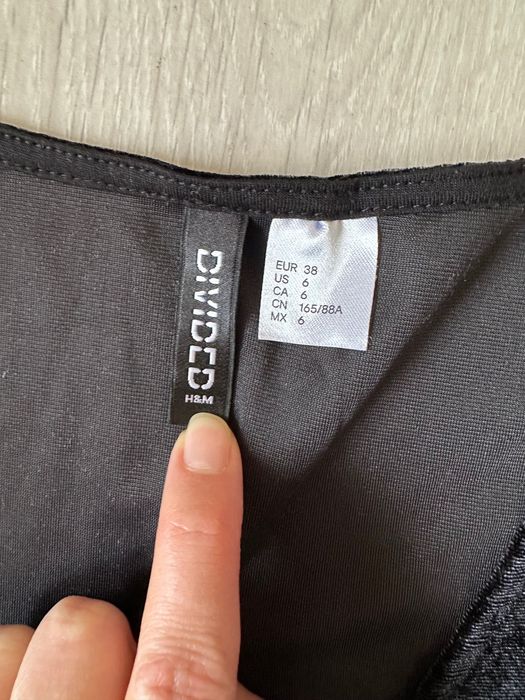 DIVIDED
H&M
EUR 38
US 6
CA 6
CN 165/88A
MX 6